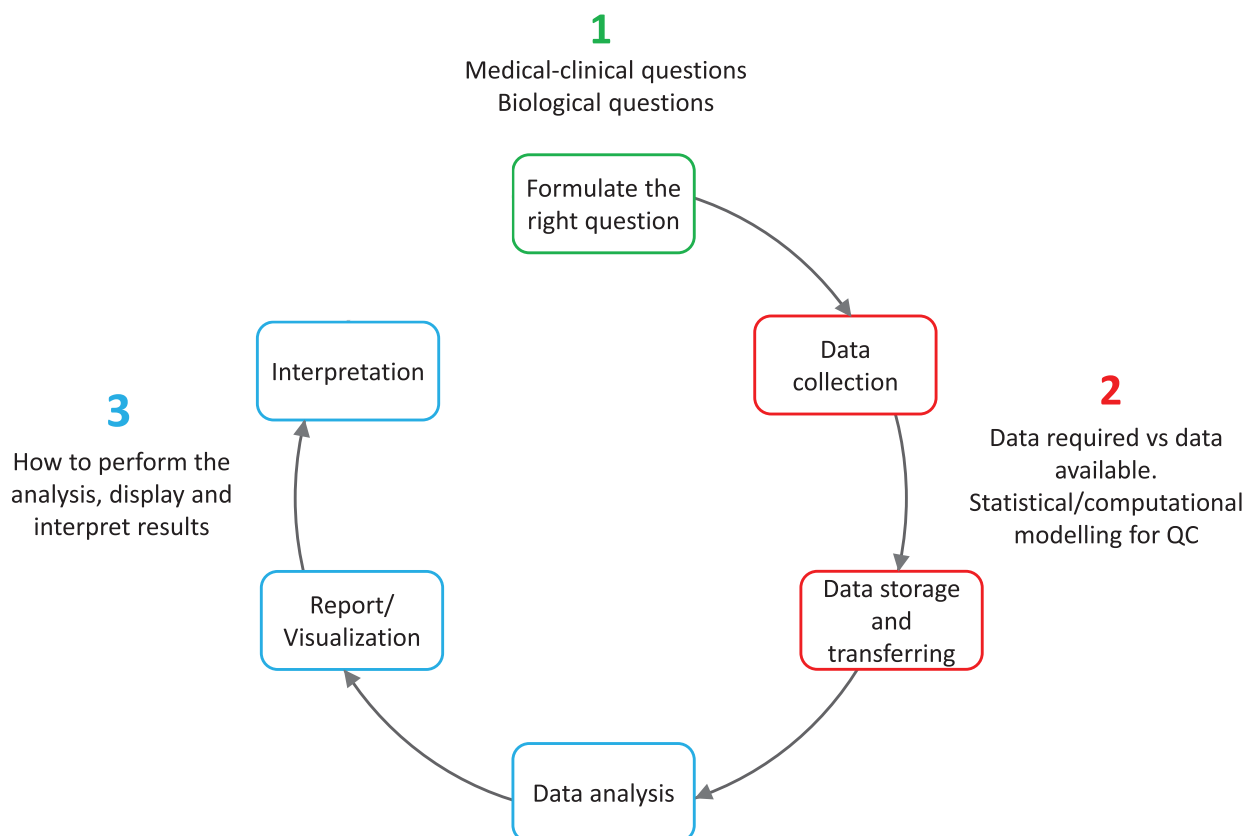 1
Medical-clinical questions
Biological questions
Formulate the
right question
Data
collection
2
Data required vs data
available.
Statistical/computational
modelling for QC
Data storage
and
transferring
Data analysis
Report/
Visualization
Interpretation
3
How to perform the
analysis, display and
interpret results